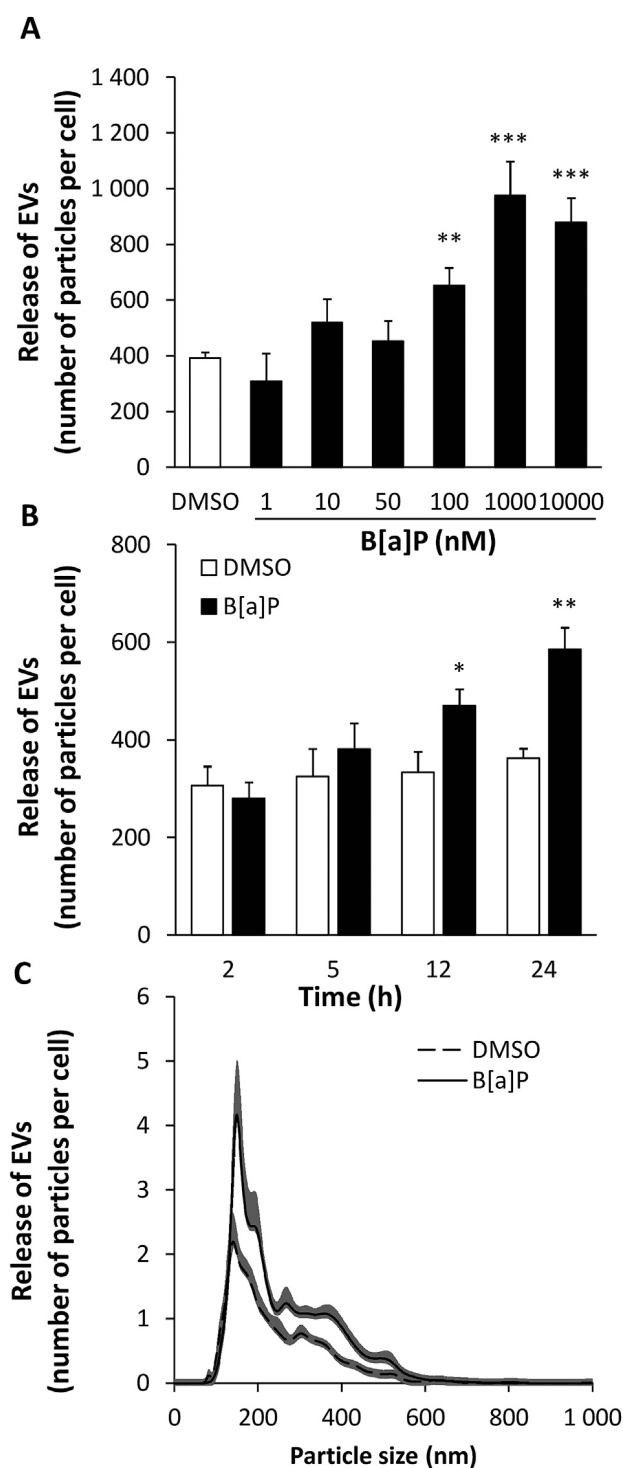 A
Release of EVs
(number of particles per cell)
1 400
1 200
1 000
800
600
400
200
0
**
***
***
DMSO 1 10 50 100 1000 10000
B[a]P (nM)
B
Release of EVs
(number of particles per cell)
800
600
400
200
0
DMSO
B[a]P
*
**
2 5 12 24
Time (h)
C
Release of EVs
(number of particles per cell)
6
5
4
3
2
1
0
DMSO
B[a]P
0 200 400 600 800 1 000
Particle size (nm)